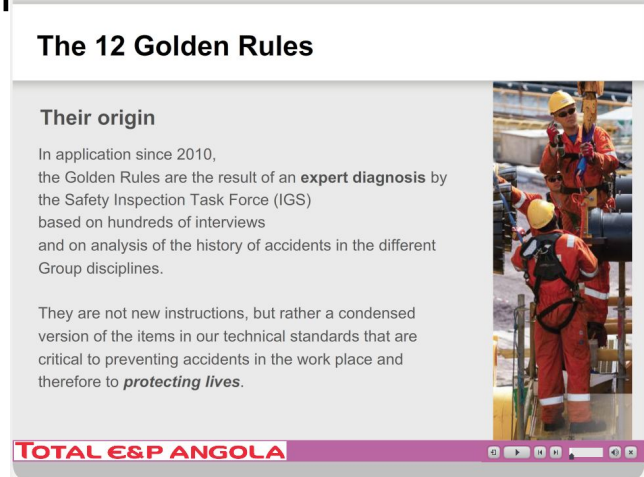 The 12 Golden Rules
Their origin
In application since 2010,
the Golden Rules are the result of an expert diagnosis by
the Safety Inspection Task Force (IGS)
based on hundreds of interviews
and on analysis of the history of accidents in the different
Group disciplines.
They are not new instructions, but rather a condensed
version of the items in our technical standards that are
critical to preventing accidents in the work place and
therefore to protecting lives.
TOTAL E&P ANGOLA